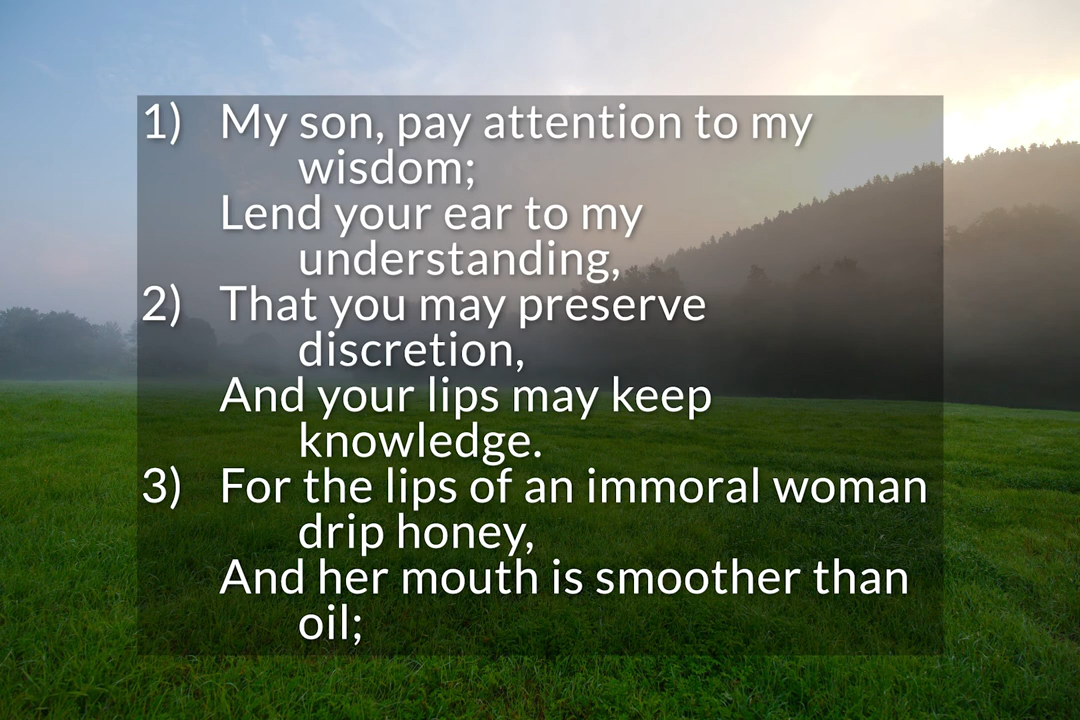 1) My son, pay attention to my
wisdom;
Lend your ear to my
understanding,
2) That you may preserve
discretion,
And your lips may keep
knowledge.
3) For the lips of an immoral woman
drip honey,
And her mouth is smoother than
oil;